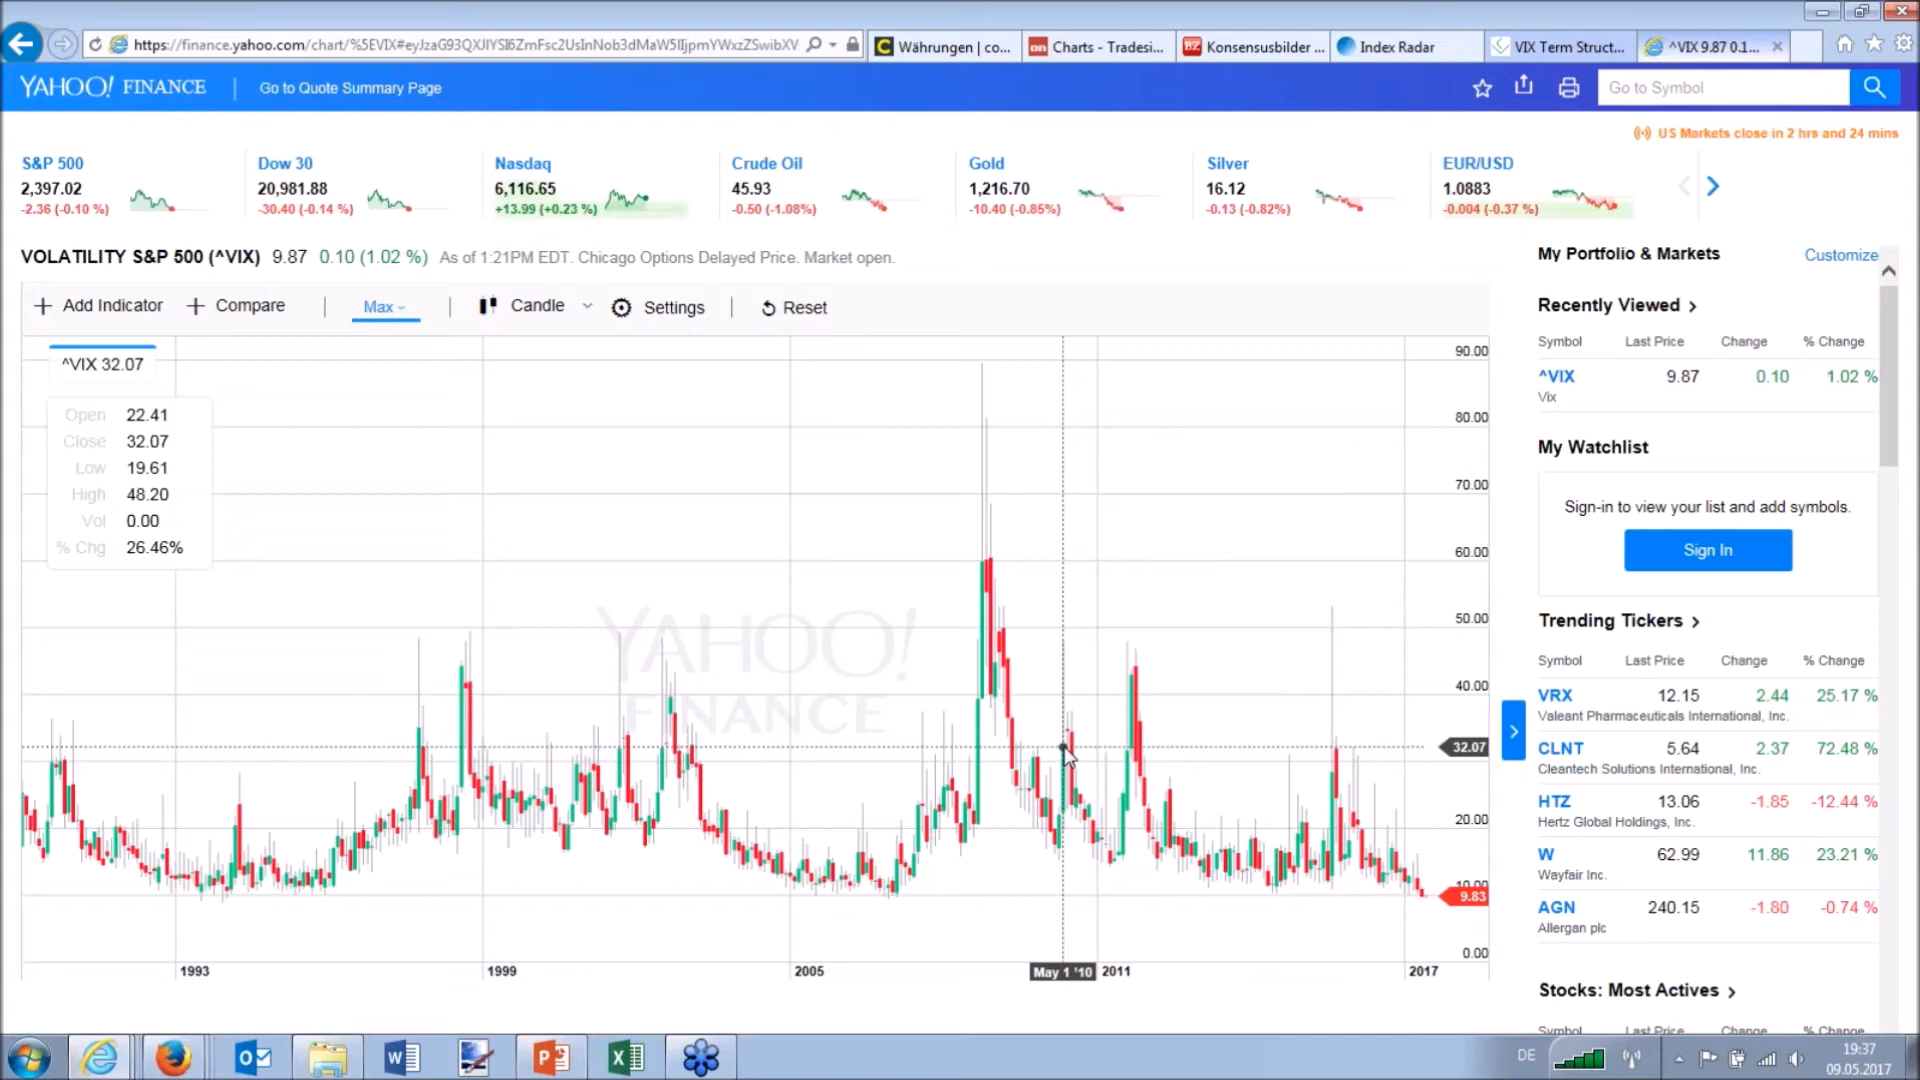 https://finance.yahoo.com/chart/%5EVIX#eyJzaG93QXJlYSI6ZmFsc2UsInNob3dMaW5lIjpmYWxzZSwibXV
Währungen | co...
Charts - Tradesi...
Konsensusbilder ...
Index Radar
VIX Term Struct...
^VIX 9.87 0.1...
YAHOO! FINANCE
Go to Quote Summary Page
Go to Symbol
US Markets close in 2 hrs and 24 mins
S&P 500
2,397.02
-2.36 (-0.10 %)
Dow 30
20,981.88
-30.40 (-0.14 %)
Nasdaq
6,116.65
+13.99 (+0.23 %)
Crude Oil
45.93
-0.50 (-1.08%)
Gold
1,216.70
-10.40 (-0.85%)
Silver
16.12
-0.13 (-0.82%)
EUR/USD
1.0883
-0.004 (-0.37 %)
VOLATILITY S&P 500 (^VIX) 9.87 0.10 (1.02 %) As of 1:21PM EDT. Chicago Options Delayed Price. Market open.
Add Indicator
Compare
Max
Candle
Settings
Reset
^VIX 32.07
Open 22.41
Close 32.07
Low 19.61
High 48.20
Vol 0.00
% Chg 26.46%
YAHOO!
FINANCE
90.00
80.00
70.00
60.00
50.00
40.00
32.07
20.00
10.00
9.83
0.00
1993
1999
2005
May 1 '10
2011
2017
My Portfolio & Markets
Customize
Recently Viewed
Symbol Last Price Change % Change
^VIX 9.87 0.10 1.02 %
Vix
My Watchlist
Sign-in to view your list and add symbols.
Sign In
Trending Tickers
Symbol Last Price Change % Change
VRX 12.15 2.44 25.17 %
Valeant Pharmaceuticals International, Inc.
CLNT 5.64 2.37 72.48 %
Cleantech Solutions International, Inc.
HTZ 13.06 -1.85 -12.44 %
Hertz Global Holdings, Inc.
W 62.99 11.86 23.21 %
Wayfair Inc.
AGN 240.15 -1.80 -0.74 %
Allergan plc
Stocks: Most Actives
Symbol Last Price Change % Change
DE
19:37
09.05.2017